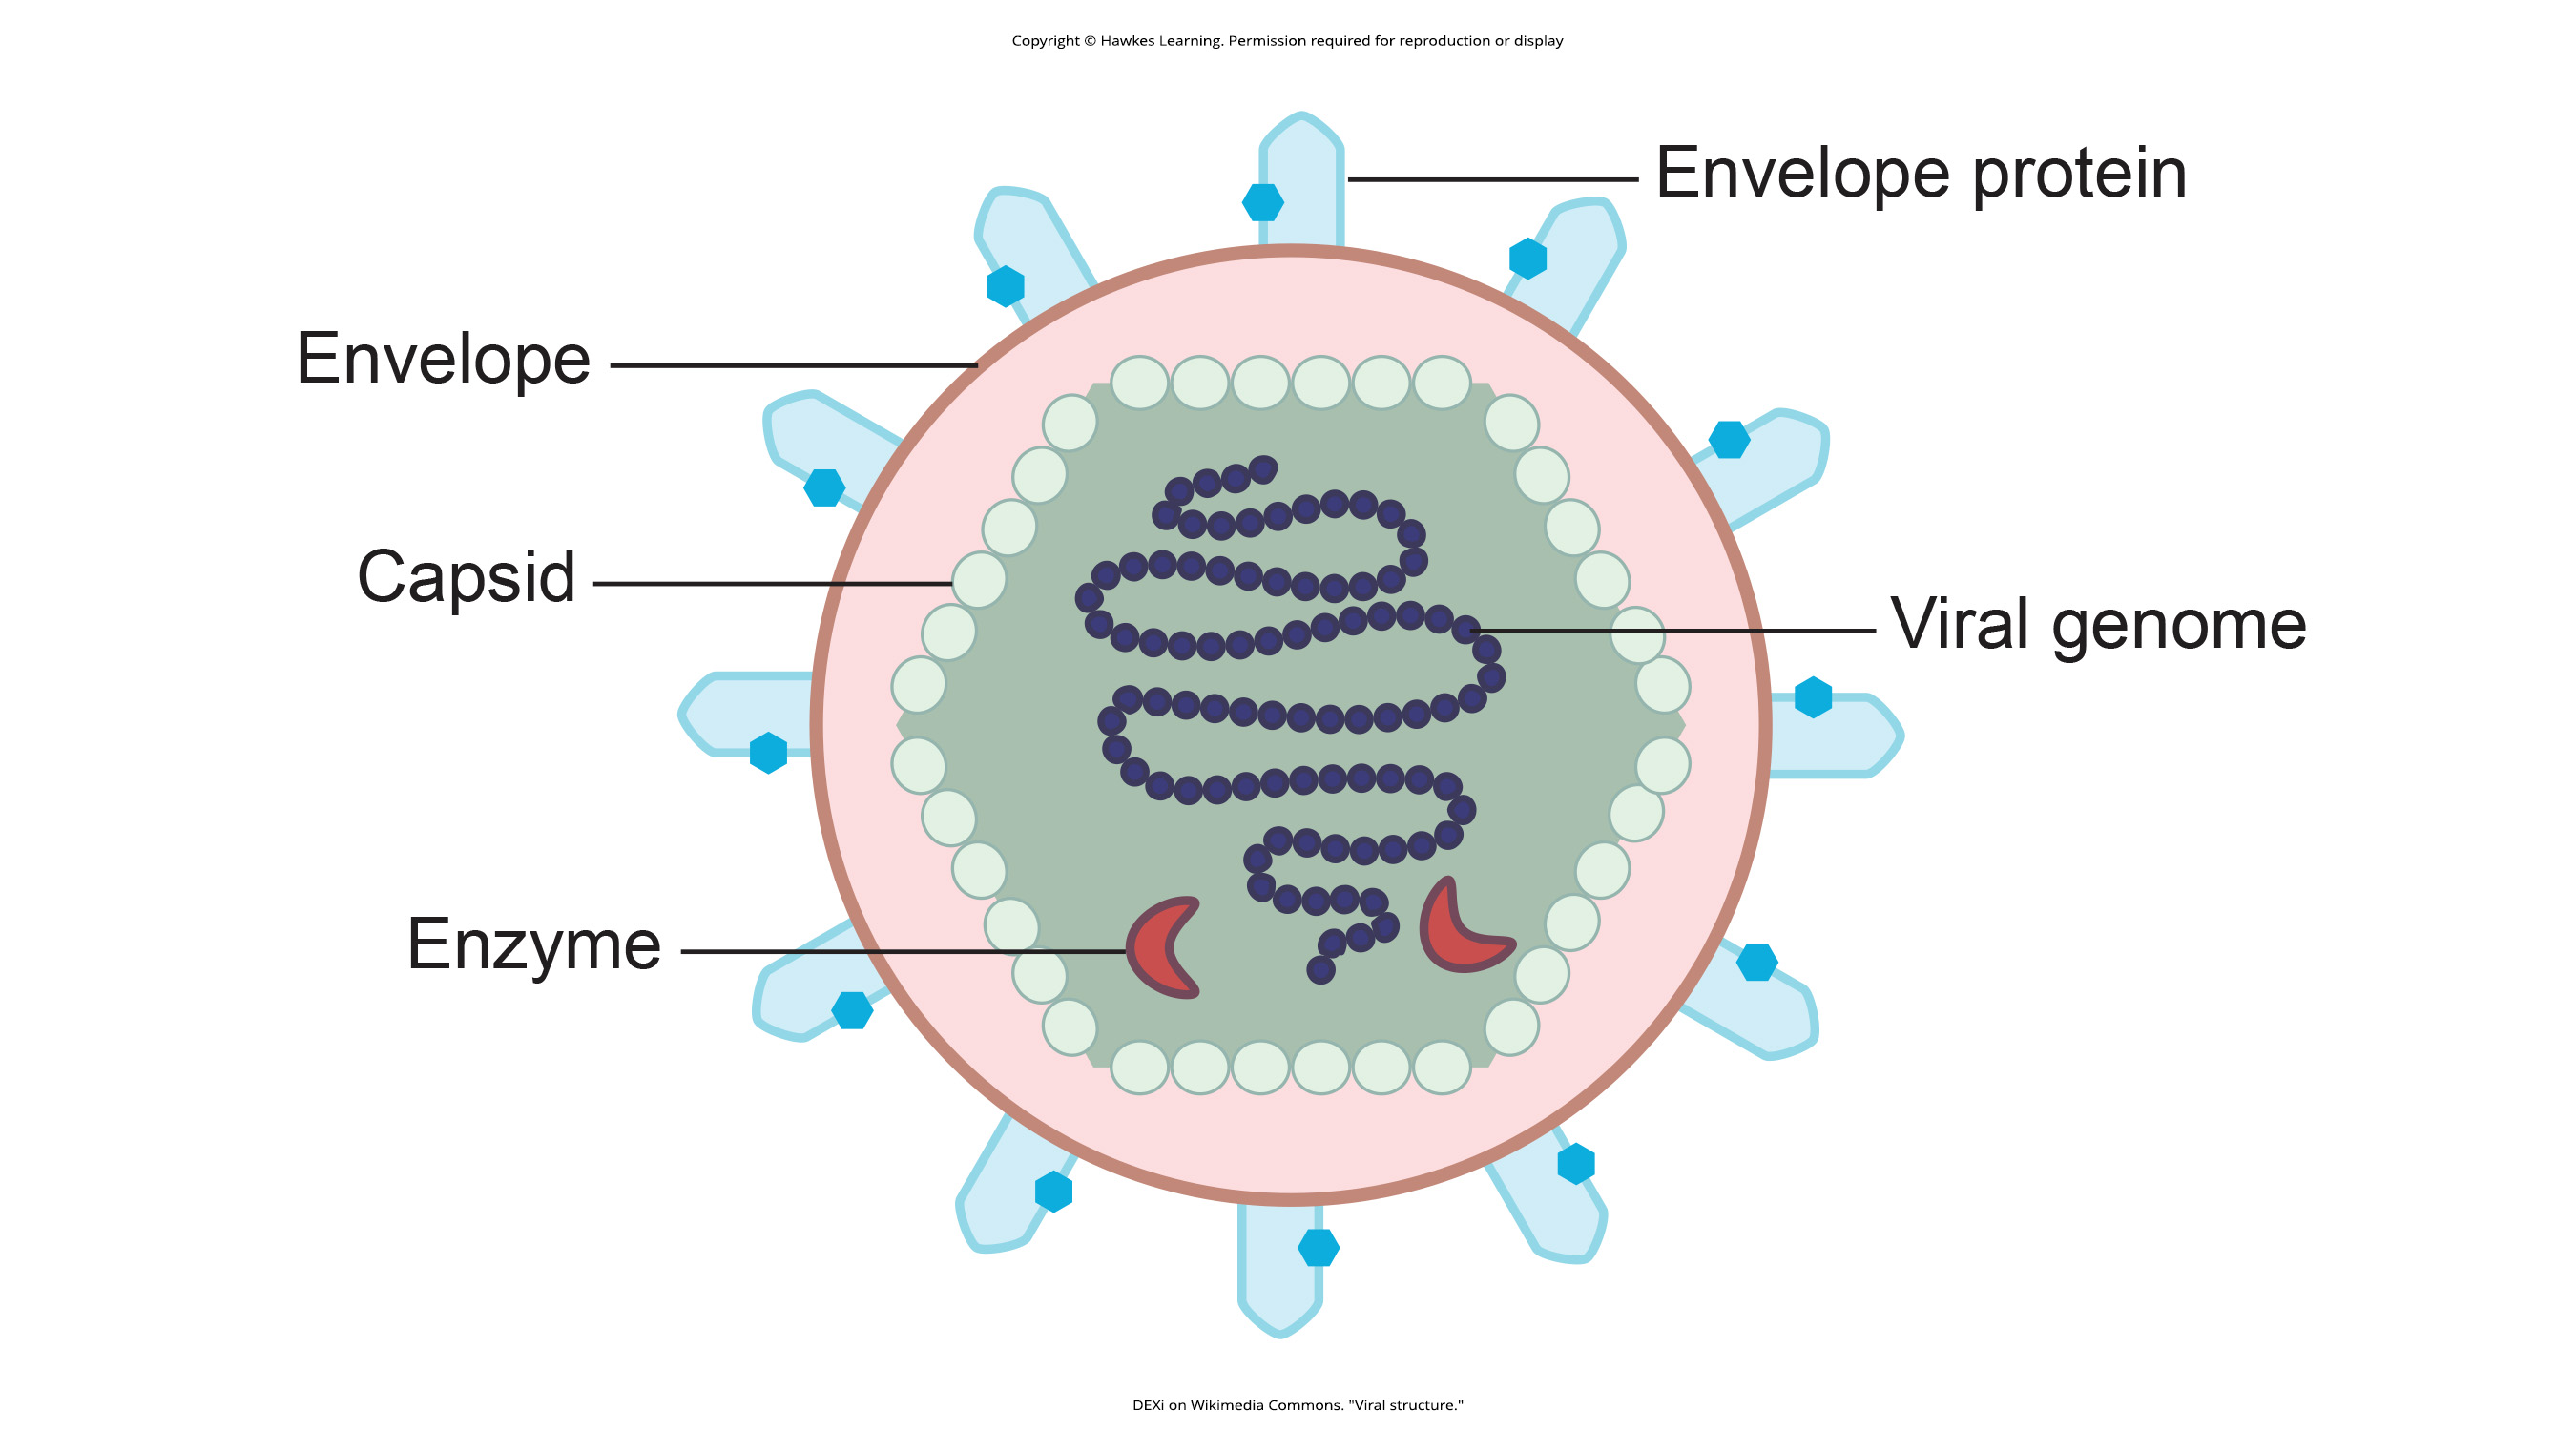 Copyright © Hawkes Learning. Permission required for reproduction or display
Envelope protein
Envelope
Capsid
Viral genome
Enzyme
DEXi on Wikimedia Commons. "Viral structure."